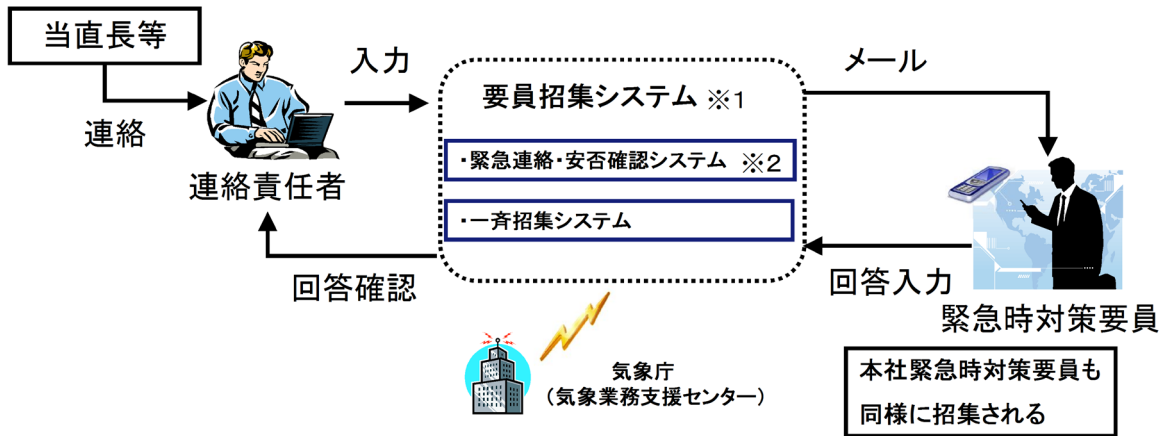 当直長等
連絡
連絡責任者
入力
要員招集システム ※1
・緊急連絡・安否確認システム ※2
・一斉招集システム
メール
回答確認
回答入力
緊急時対策要員
気象庁
（気象業務支援センター）
本社緊急時対策要員も
同様に招集される